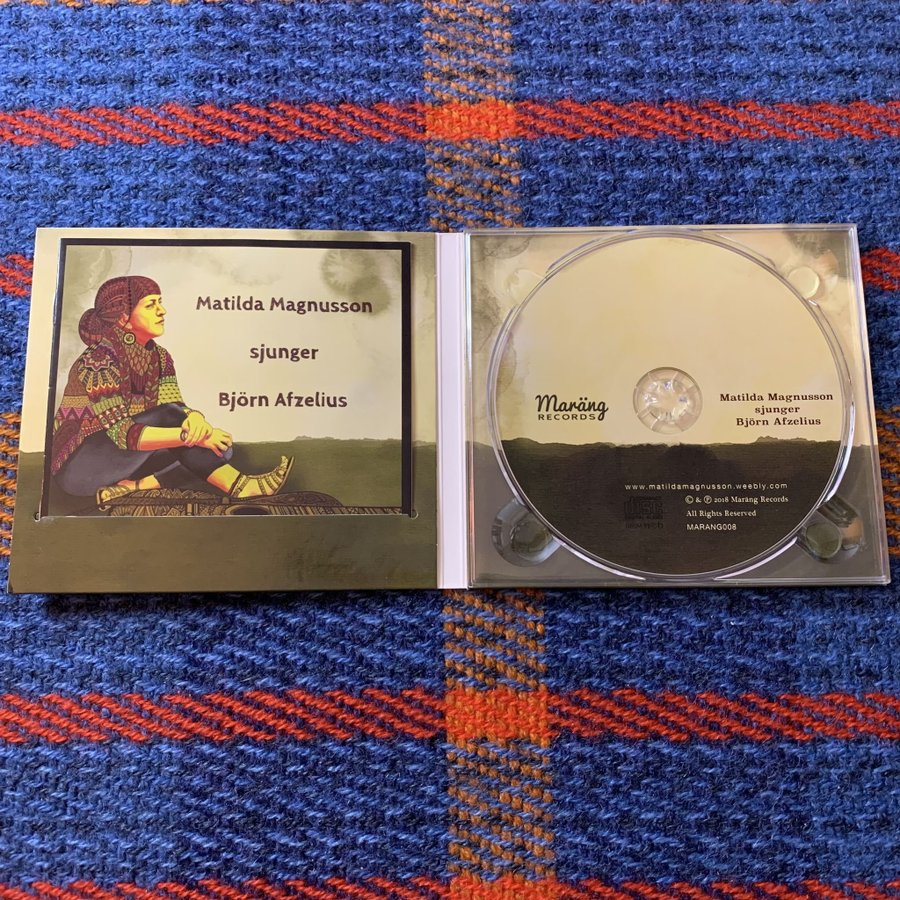 Matilda Magnusson
sjunger
Björn Afzelius
Maräng
RECORDS
Matilda Magnusson
sjunger
Björn Afzelius
www.matildamagnusson.weebly.com
© & ℗ 2018 Maräng Records
All Rights Reserved
MARANG008